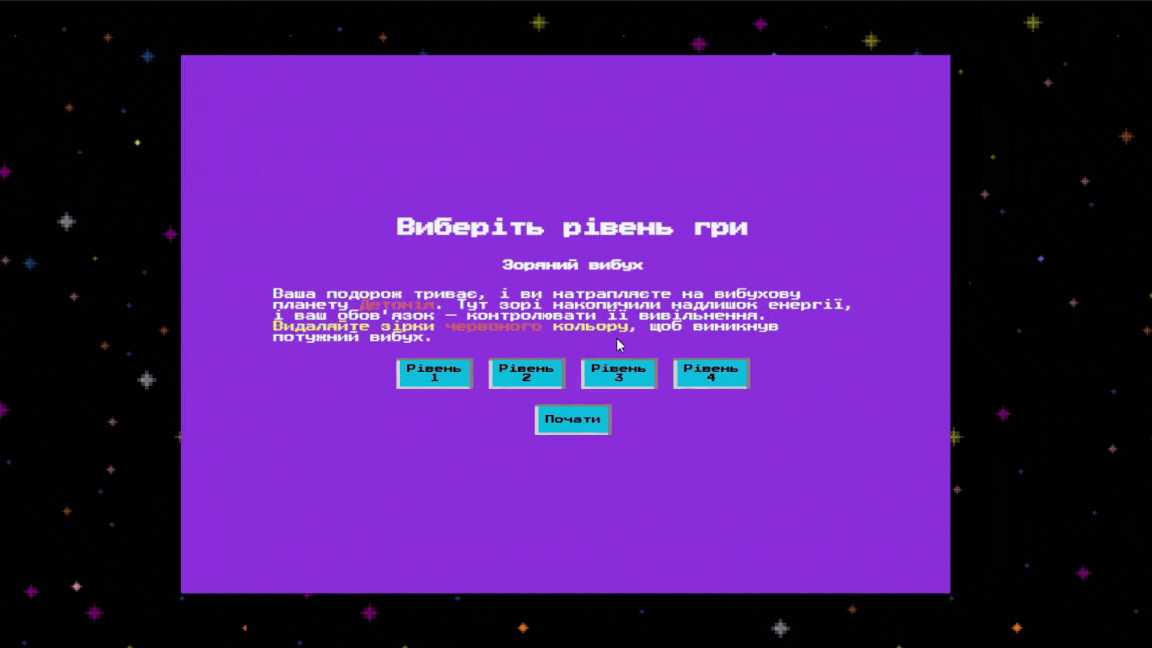 Виберіть рівень гри
Зоряний вибух
Ваша подорож триває, і ви натрапляєте на вибухову
планету Детонія. Тут зорі накопичили надлишок енергії,
і ваш обов'язок — контролювати її вивільнення.
Видаляйте зірки червоного кольору, щоб виникнув
потужний вибух.
Рівень 1
Рівень 2
Рівень 3
Рівень 4
Почати